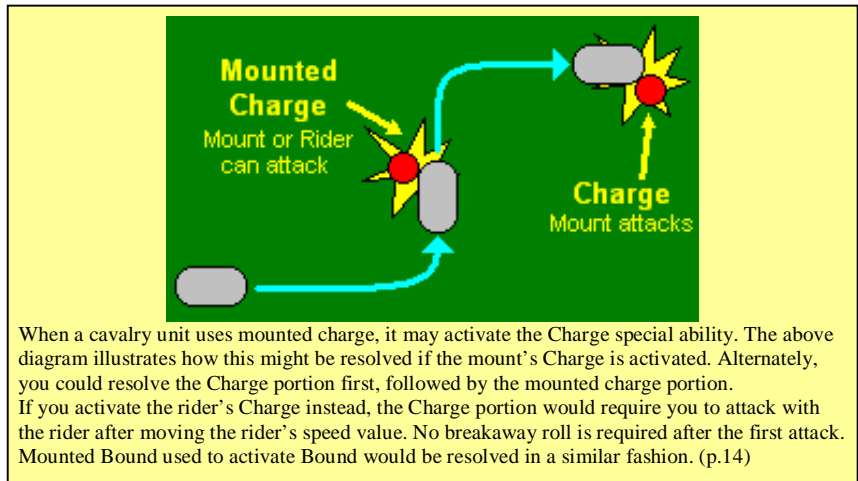 Mounted
Charge
Mount or Rider
can attack
Charge
Mount attacks
When a cavalry unit uses mounted charge, it may activate the Charge special ability. The above
diagram illustrates how this might be resolved if the mount’s Charge is activated. Alternately,
you could resolve the Charge portion first, followed by the mounted charge portion.
If you activate the rider’s Charge instead, the Charge portion would require you to attack with
the rider after moving the rider’s speed value. No breakaway roll is required after the first attack.
Mounted Bound used to activate Bound would be resolved in a similar fashion. (p.14)